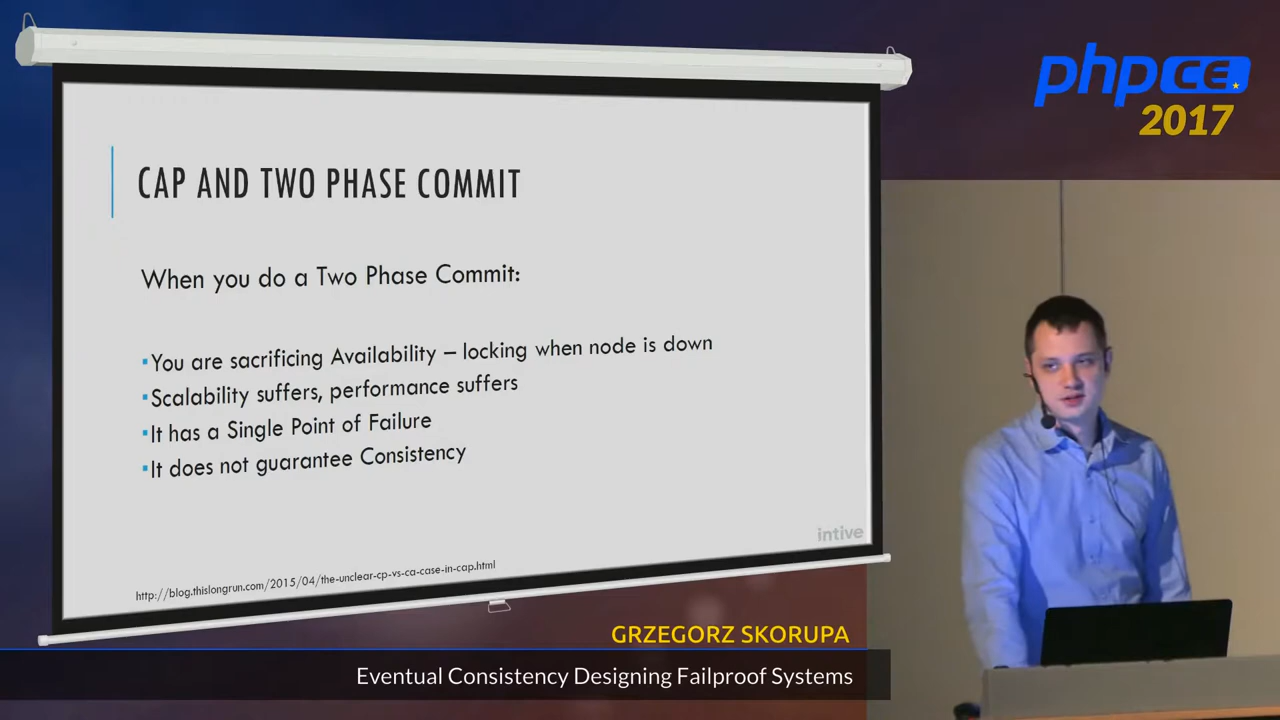 phpCE
2017
CAP AND TWO PHASE COMMIT
When you do a Two Phase Commit:
▪You are sacrificing Availability – locking when node is down
▪Scalability suffers, performance suffers
▪It has a Single Point of Failure
▪It does not guarantee Consistency
intive
http://blog.thislongrun.com/2015/04/the-unclear-cp-vs-ca-case-in-cap.html
GRZEGORZ SKORUPA
Eventual Consistency Designing Failproof Systems